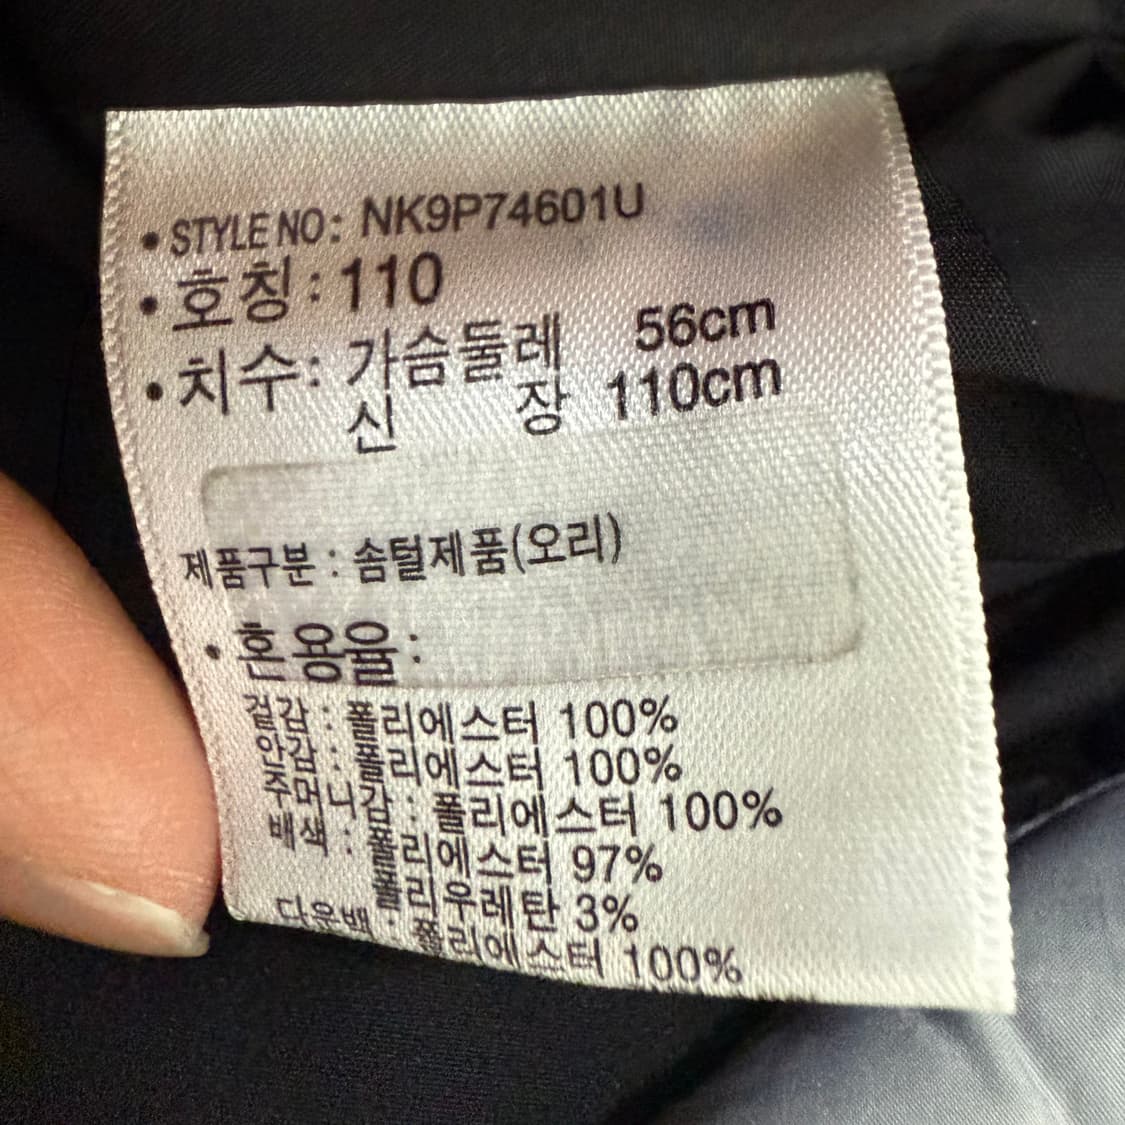 • STYLE NO: NK9P74601U
• 호칭: 110
• 치수: 가슴둘레 56cm
신 장 110cm
제품구분 : 솜털제품(오리)
• 혼 용 율 :
겉감 : 폴리에스터 100%
안감 : 폴리에스터 100%
주머니감 : 폴리에스터 100%
배색 : 폴리에스터 97%
폴리우레탄 3%
다운백 : 폴리에스터 100%